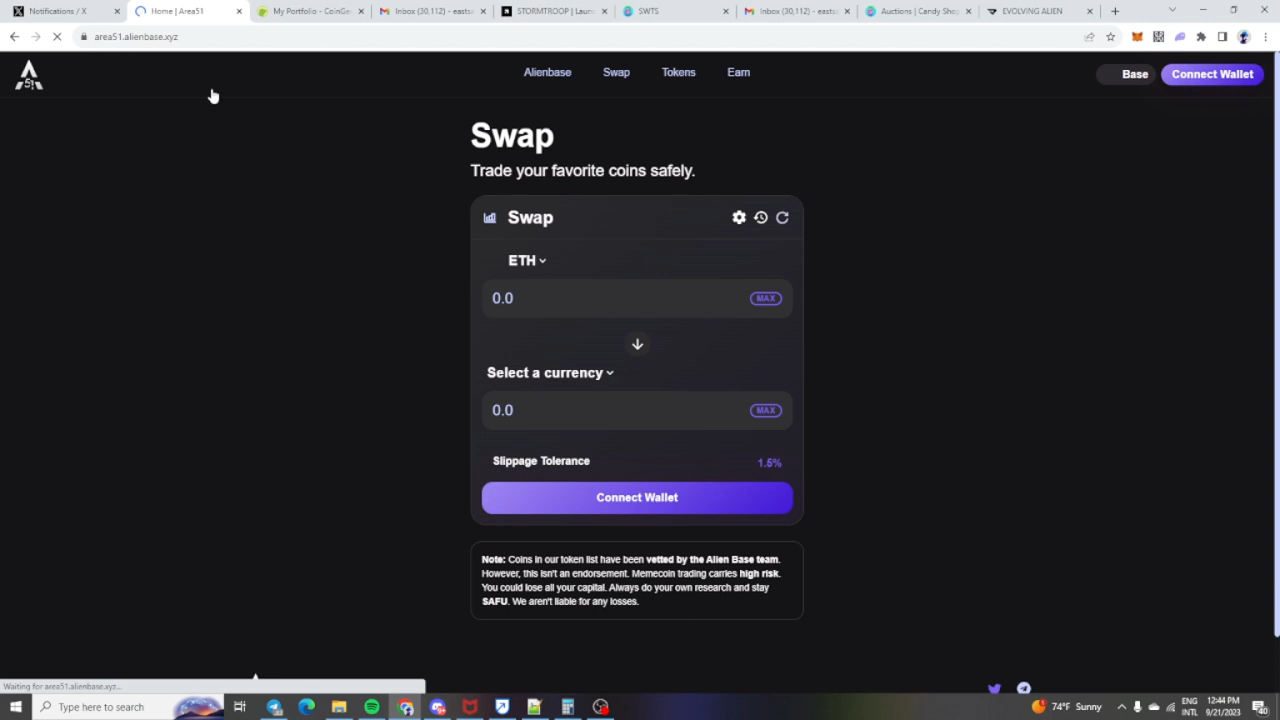 Notifications / X
Home | Area51
My Portfolio - CoinGe
Inbox (30,112) - eastsi
STORMTROOP | Laun
SWTS
Inbox (30,112) - eastsi
Auctions | Candy Sho
EVOLVING ALIEN
area51.alienbase.xyz
51
Alienbase
Swap
Tokens
Earn
Base
Connect Wallet
Swap
Trade your favorite coins safely.
Swap
ETH
0.0
MAX
Select a currency
0.0
MAX
Slippage Tolerance
1.5%
Connect Wallet
Note: Coins in our token list have been vetted by the Alien Base team.
However, this isn't an endorsement. Memecoin trading carries high risk.
You could lose all your capital. Always do your own research and stay
SAFU. We aren't liable for any losses.
Waiting for area51.alienbase.xyz...
Type here to search
74°F Sunny
ENG
INTL
12:44 PM
9/21/2023
40